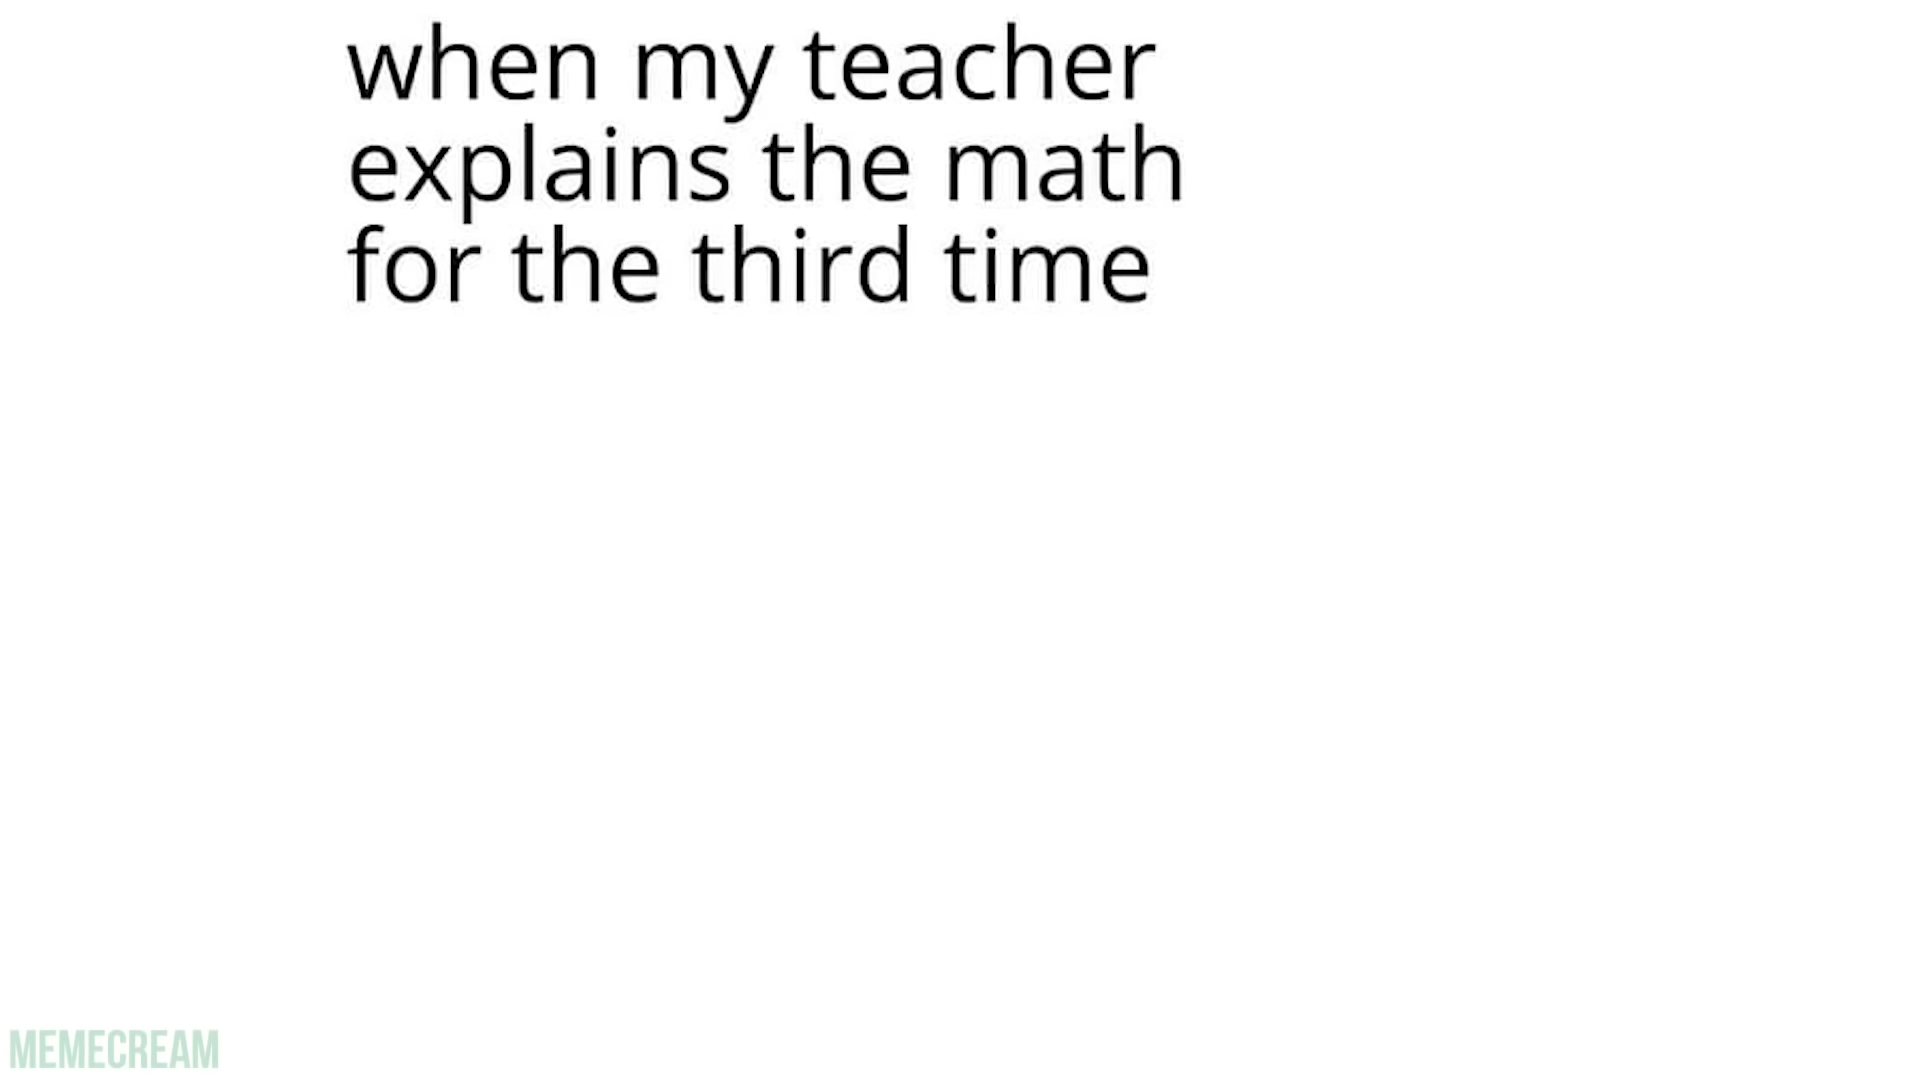 when my teacher
explains the math
for the third time
MEMECREAM